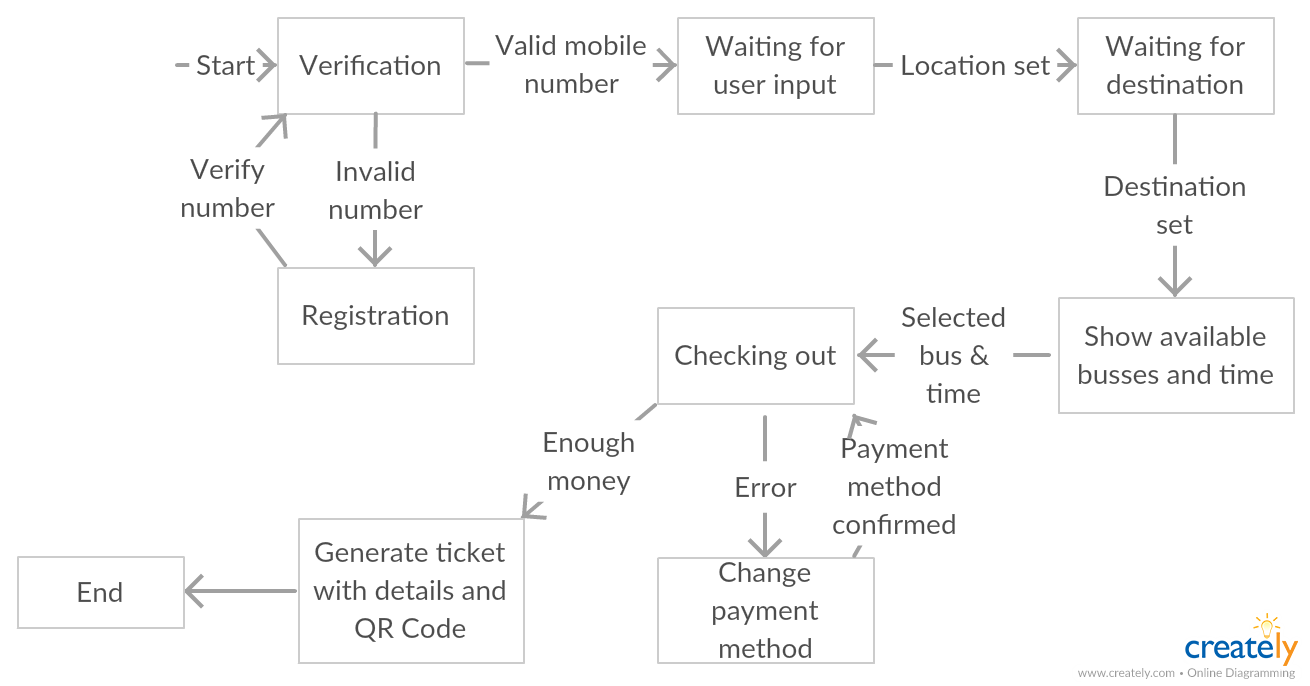 Start
Verification
Valid mobile
number
Waiting for
user input
Location set
Waiting for
destination
Verify
number
Invalid
number
Destination
set
Registration
Checking out
Selected
bus &
time
Show available
busses and time
Enough
money
Error
Payment
method
confirmed
End
Generate ticket
with details and
QR Code
Change
payment
method
creately
www.creately.com • Online Diagramming